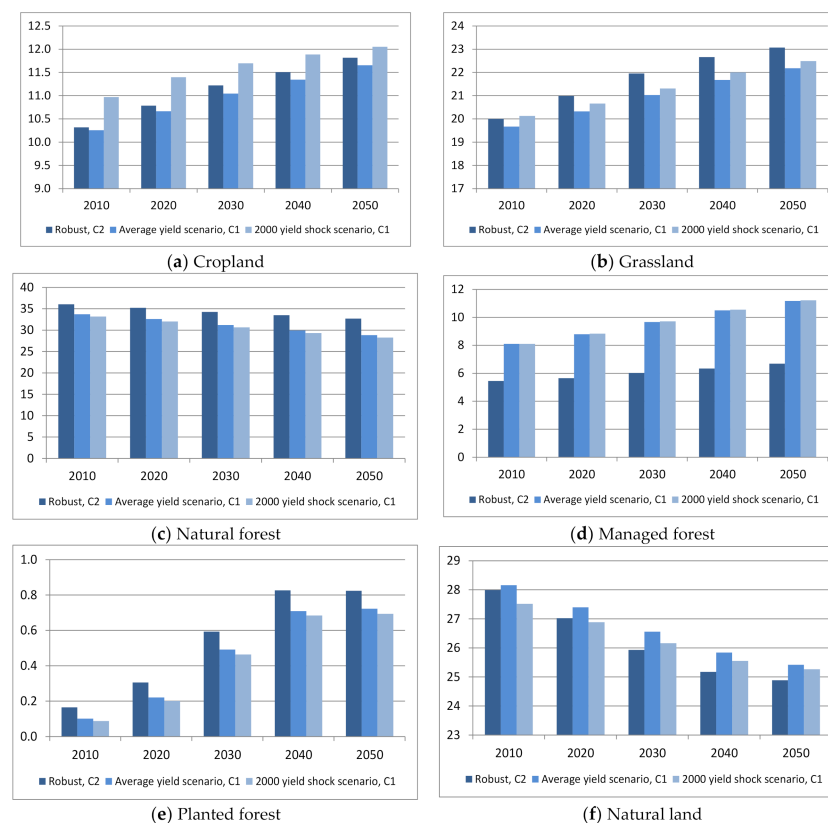 12.5
12.0
11.5
11.0
10.5
10.0
9.5
9.0
2010 2020 2030 2040 2050
Robust, C2 Average yield scenario, C1 2000 yield shock scenario, C1
(a) Cropland
24
23
22
21
20
19
18
17
2010 2020 2030 2040 2050
Robust, C2 Average yield scenario, C1 2000 yield shock scenario, C1
(b) Grassland
40
35
30
25
20
15
10
5
0
2010 2020 2030 2040 2050
Robust, C2 Average yield scenario, C1 2000 yield shock scenario, C1
(c) Natural forest
12
10
8
6
4
2
0
2010 2020 2030 2040 2050
Robust, C2 Average yield scenario, C1 2000 yield shock scenario, C1
(d) Managed forest
1.0
0.8
0.6
0.4
0.2
0.0
2010 2020 2030 2040 2050
Robust, C2 Average yield scenario, C1 2000 yield shock scenario, C1
(e) Planted forest
29
28
27
26
25
24
23
2010 2020 2030 2040 2050
Robust, C2 Average yield scenario, C1 2000 yield shock scenario, C1
(f) Natural land